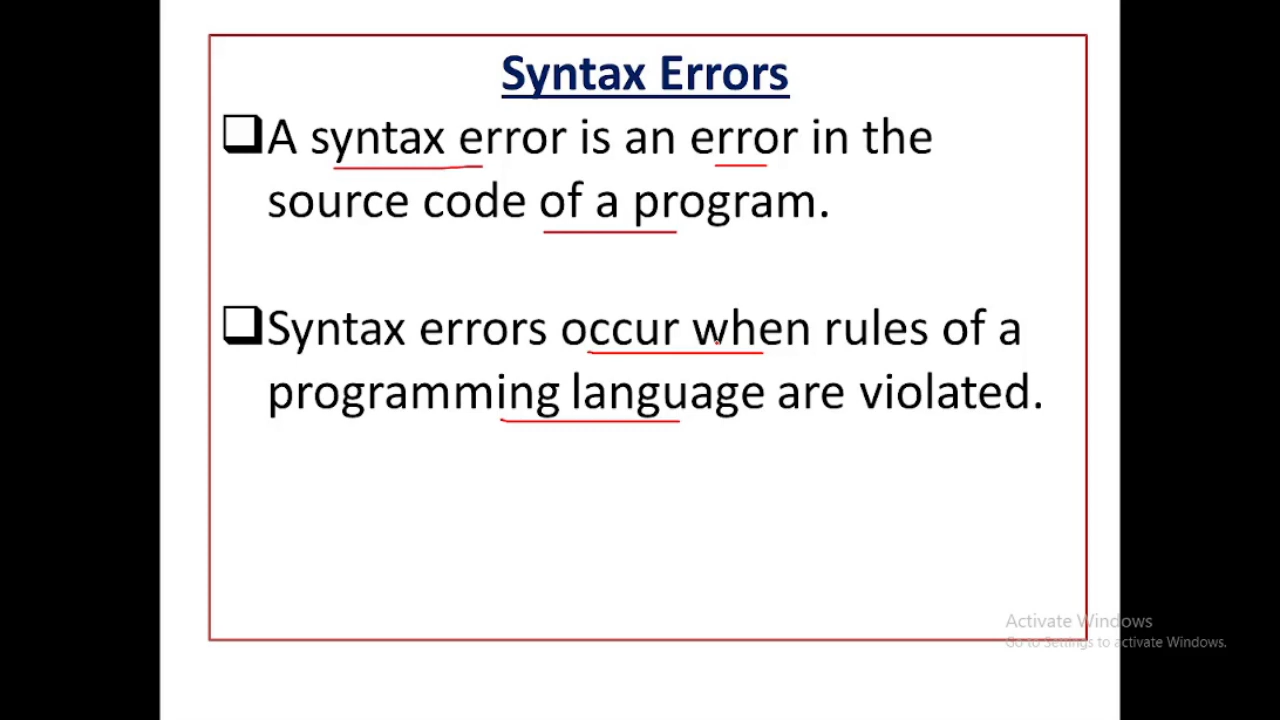 Syntax Errors
❑A syntax error is an error in the
source code of a program.
❑Syntax errors occur when rules of a
programming language are violated.
Activate Windows
Go to Settings to activate Windows.